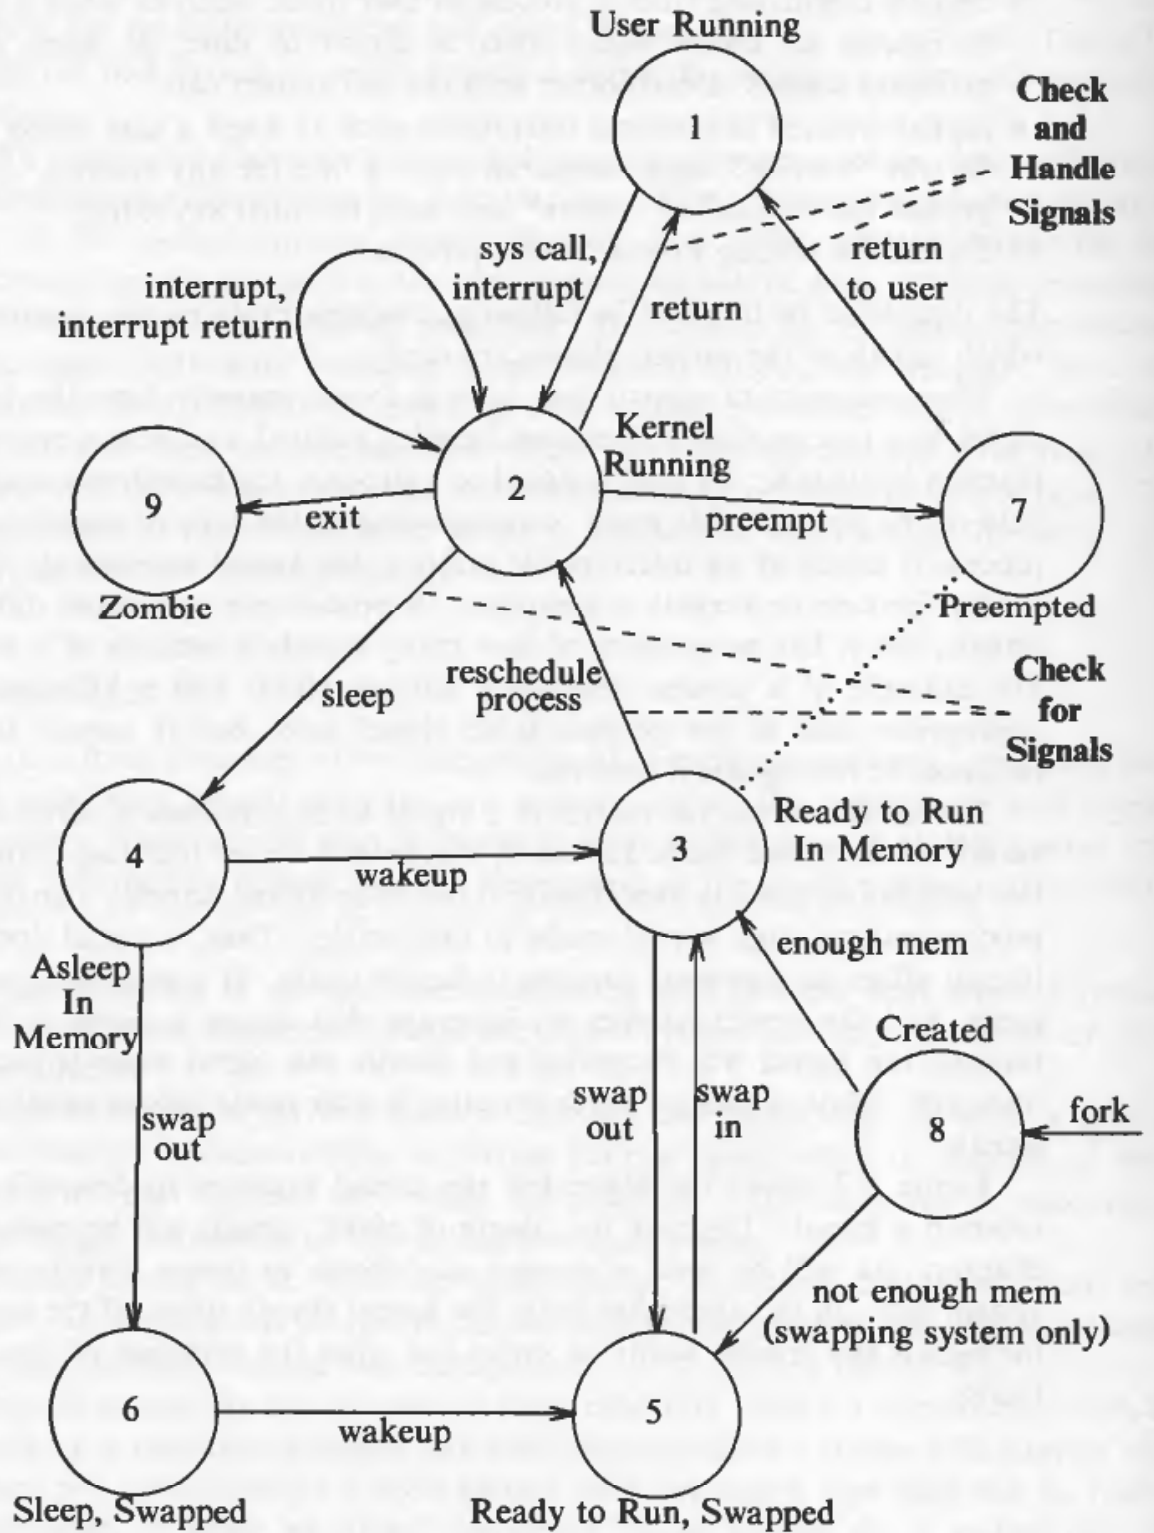 User Running
1
Check
and
Handle
Signals
sys call,
interrupt
return
return
to user
interrupt,
interrupt return
Kernel
Running
2
9
exit
Zombie
preempt
7
Preempted
sleep
reschedule
process
Check
for
Signals
4
wakeup
3
Ready to Run
In Memory
Asleep
In
Memory
enough mem
Created
8
fork
swap
out
swap
out
swap
in
not enough mem
(swapping system only)
6
wakeup
5
Sleep, Swapped
Ready to Run, Swapped